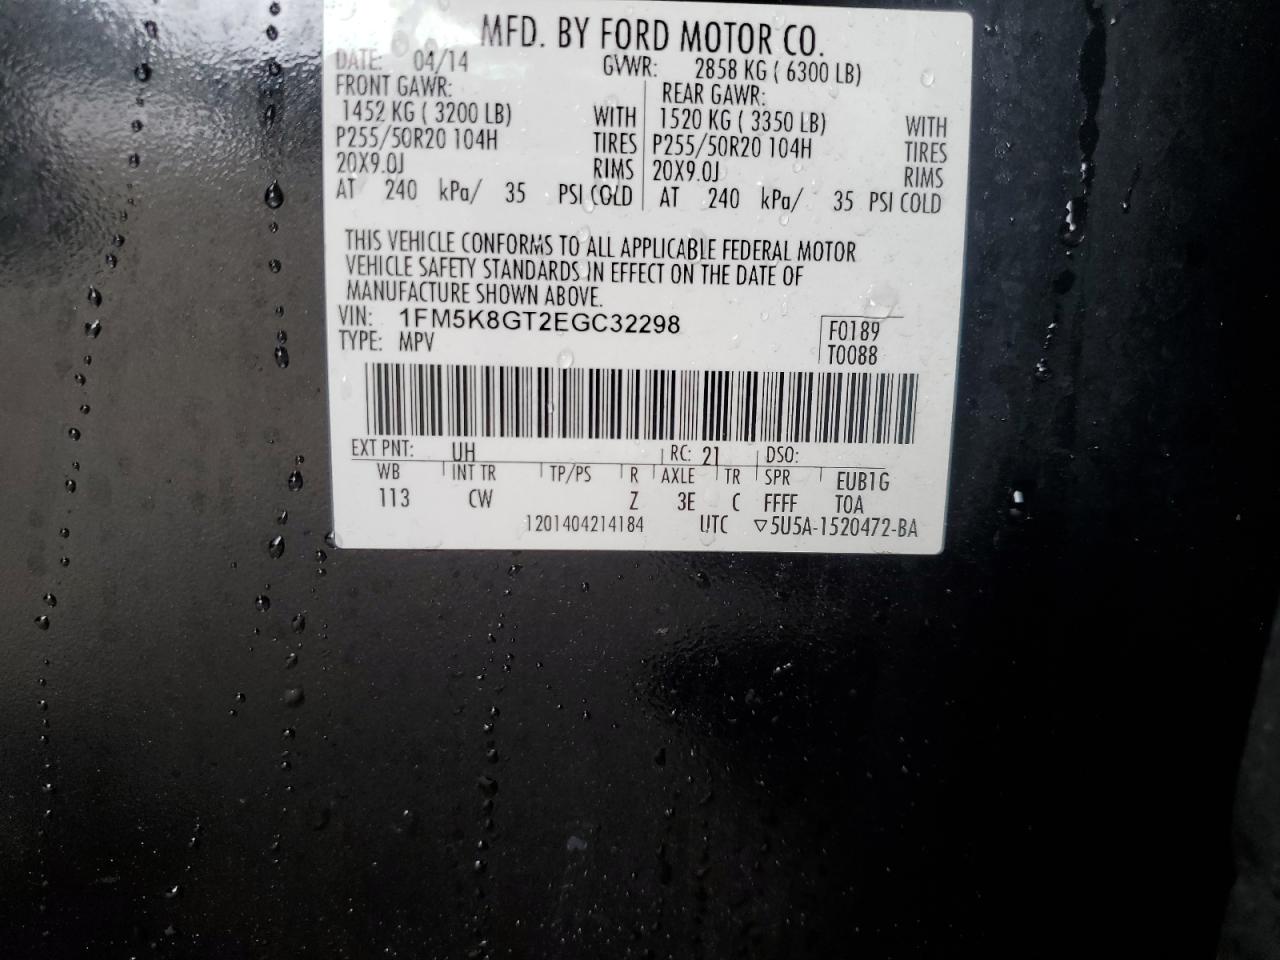 MFD. BY FORD MOTOR CO.
DATE: 04/14 GVWR: 2858 KG ( 6300 LB)
FRONT GAWR: REAR GAWR:
1452 KG ( 3200 LB) WITH 1520 KG ( 3350 LB) WITH
P255/50R20 104H TIRES P255/50R20 104H TIRES
20X9.0J RIMS 20X9.0J RIMS
AT 240 kPa/ 35 PSI COLD AT 240 kPa/ 35 PSI COLD
THIS VEHICLE CONFORMS TO ALL APPLICABLE FEDERAL MOTOR
VEHICLE SAFETY STANDARDS IN EFFECT ON THE DATE OF
MANUFACTURE SHOWN ABOVE.
VIN: 1FM5K8GT2EGC32298 F0189
TYPE: MPV T0088
EXT PNT: UH RC: 21 DSO:
WB INT TR TP/PS R AXLE TR SPR EUB1G
113 CW Z 3E C FFFF TOA
1201404214184 UTC ▽5U5A-1520472-BA